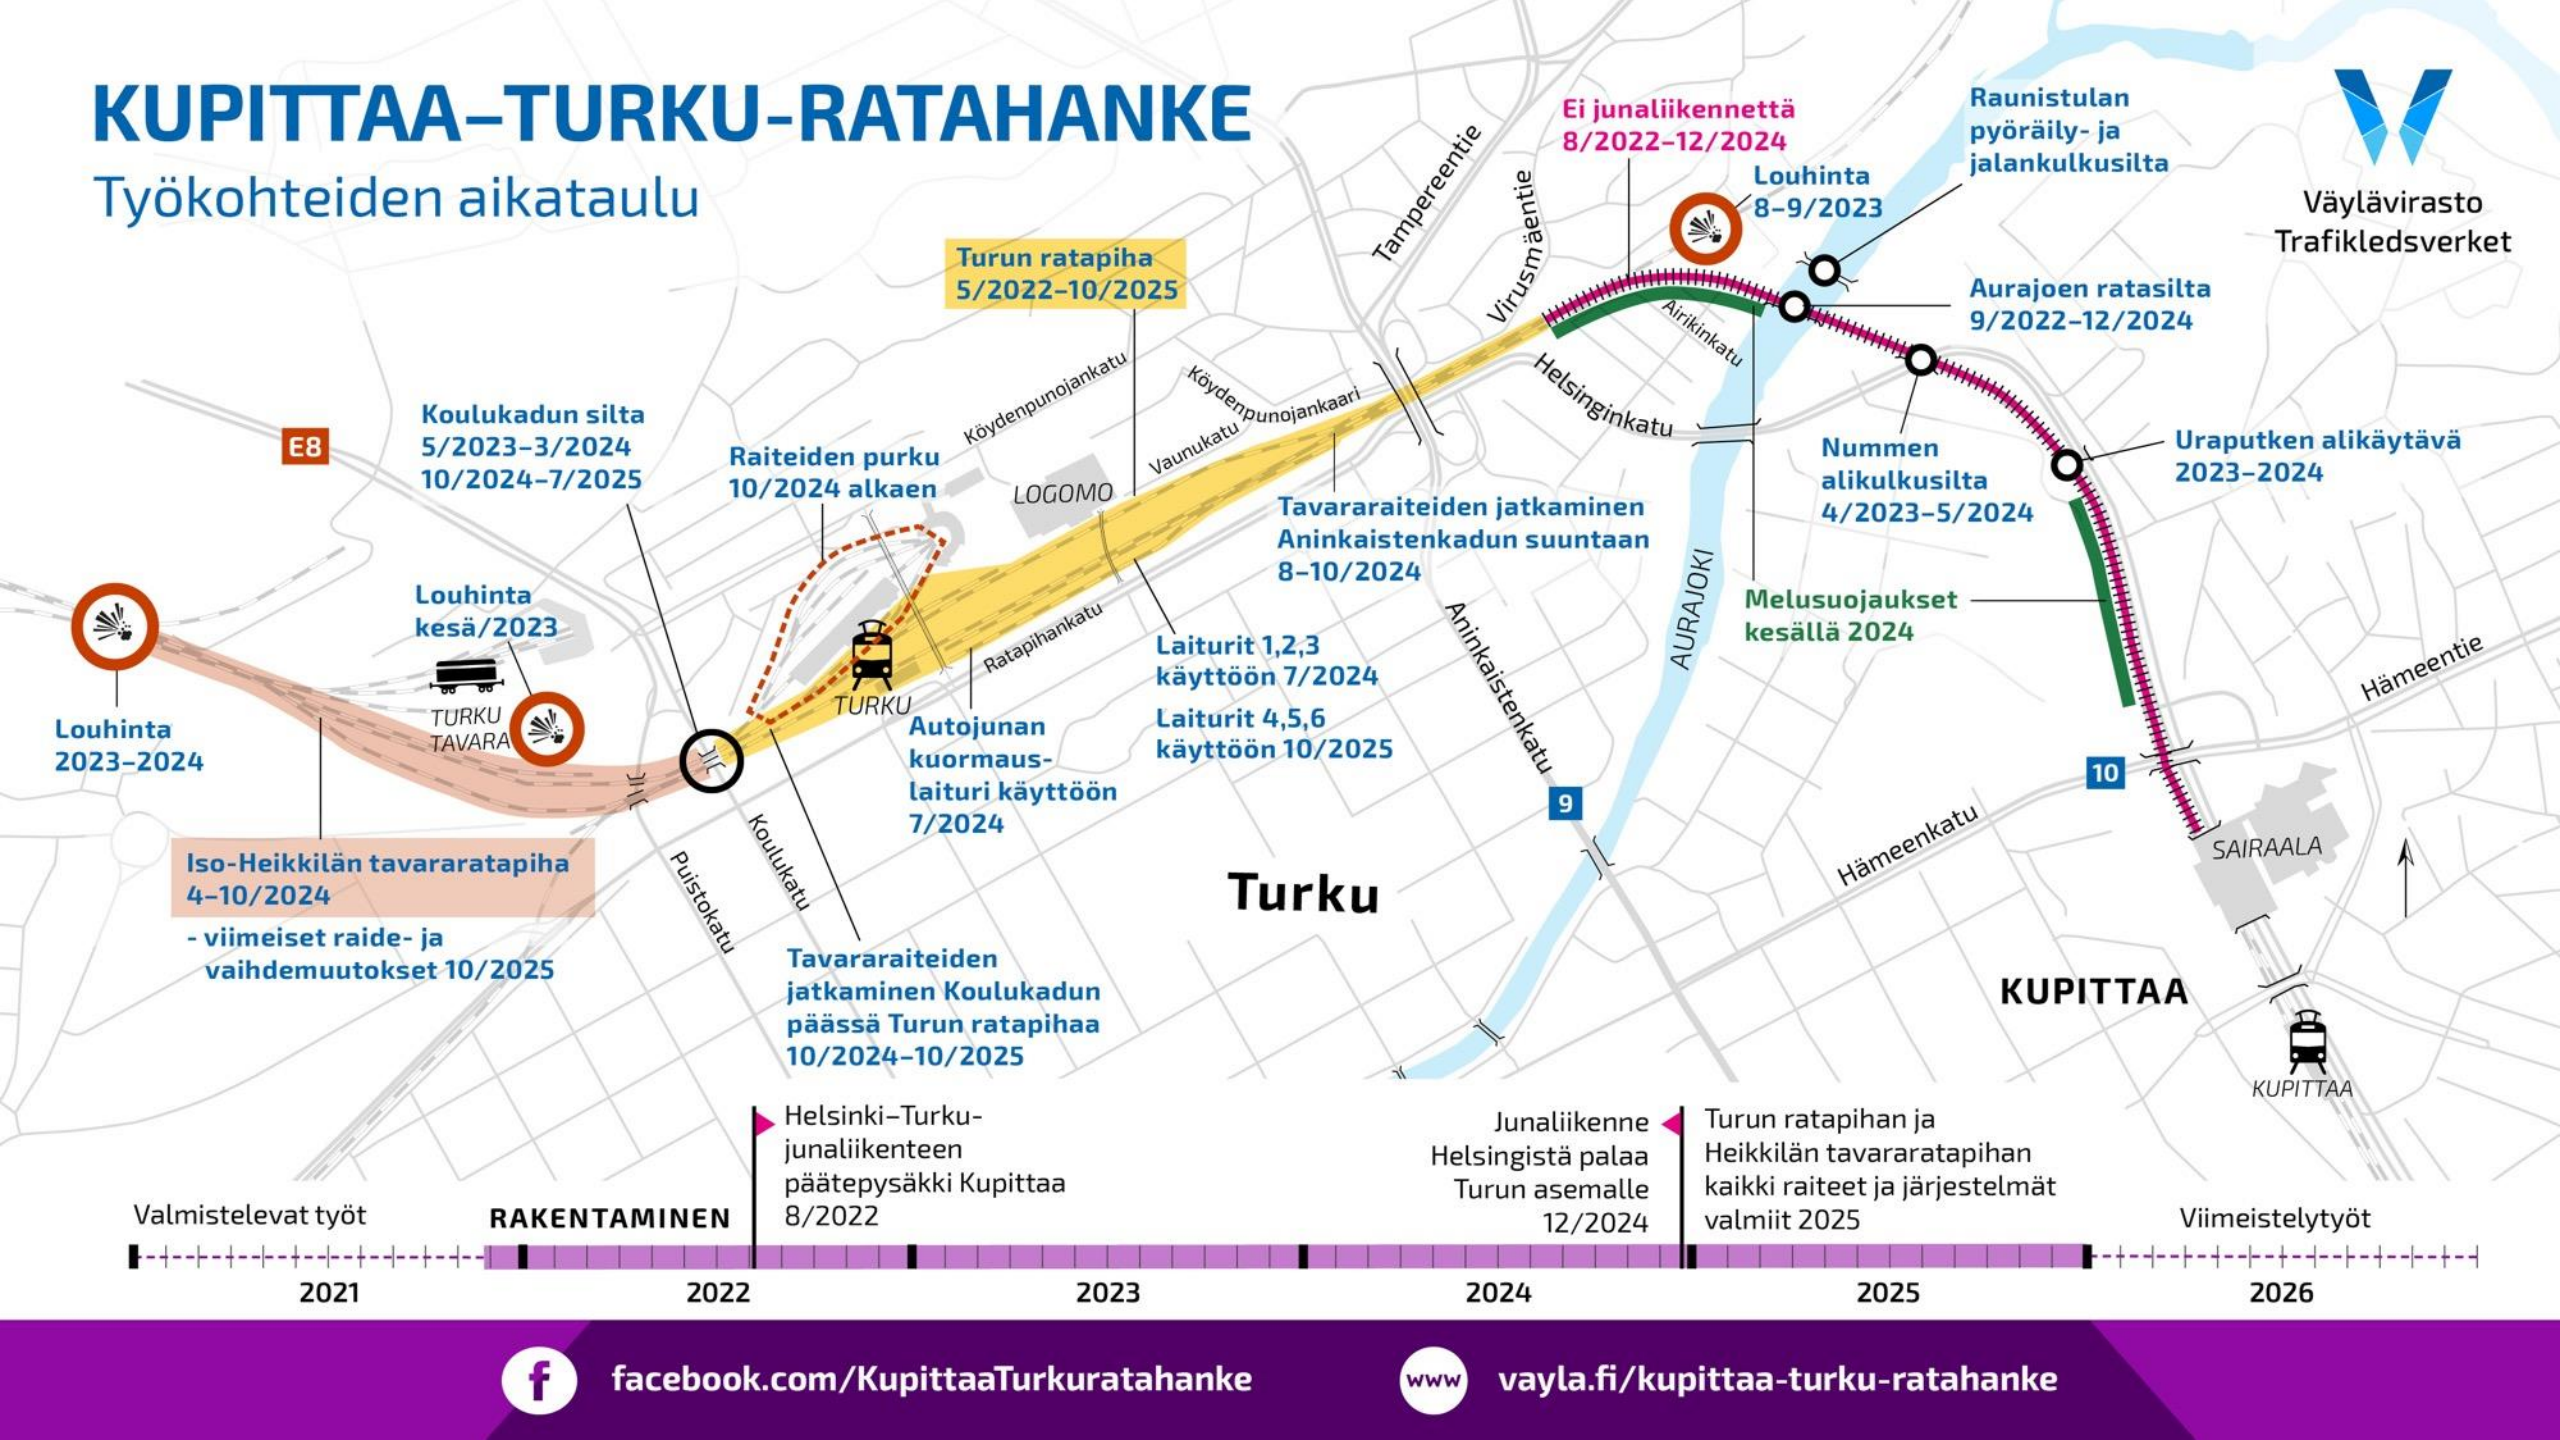 KUPITTAA–TURKU-RATAHANKE
Työkohteiden aikataulu
Väylävirasto
Trafikledsverket
Ei junaliikennettä
8/2022–12/2024
Louhinta
8–9/2023
Raunistulan
pyöräily- ja
jalankulkusilta
Aurajoen ratasilta
9/2022–12/2024
Turun ratapiha
5/2022–10/2025
Tampereentie
Virusmäentie
Airikinkatu
Helsinginkatu
Köydenpunojankatu
Köydenpunojankaari
Vaunukatu
E8
Koulukadun silta
5/2023–3/2024
10/2024–7/2025
Raiteiden purku
10/2024 alkaen
LOGOMO
Nummen
alikulkusilta
4/2023–5/2024
Uraputken alikäytävä
2023–2024
Tavararaiteiden jatkaminen
Aninkaistenkadun suuntaan
8–10/2024
Louhinta
kesä/2023
Melusuojaukset
kesällä 2024
AURAJOKI
Ratapihankatu
Laiturit 1,2,3
käyttöön 7/2024
Laiturit 4,5,6
käyttöön 10/2025
Aninkaistenkatu
Hämeentie
TURKU
TAVARA
TURKU
Autojunan
kuormaus-
laituri käyttöön
7/2024
Louhinta
2023–2024
9
10
Iso-Heikkilän tavararatapiha
4–10/2024
- viimeiset raide- ja
vaihdemuutokset 10/2025
Puistokatu
Koulukatu
Turku
Hämeenkatu
SAIRAALA
Tavararaiteiden
jatkaminen Koulukadun
päässä Turun ratapihaa
10/2024–10/2025
KUPITTAA
KUPITTAA
Helsinki–Turku-
junaliikenteen
päätepysäkki Kupittaa
8/2022
Junaliikenne
Helsingistä palaa
Turun asemalle
12/2024
Turun ratapihan ja
Heikkilän tavararatapihan
kaikki raiteet ja järjestelmät
valmiit 2025
Valmistelevat työt
RAKENTAMINEN
Viimeistelytyöt
2021
2022
2023
2024
2025
2026
f facebook.com/KupittaaTurkuratahanke
www vayla.fi/kupittaa-turku-ratahanke